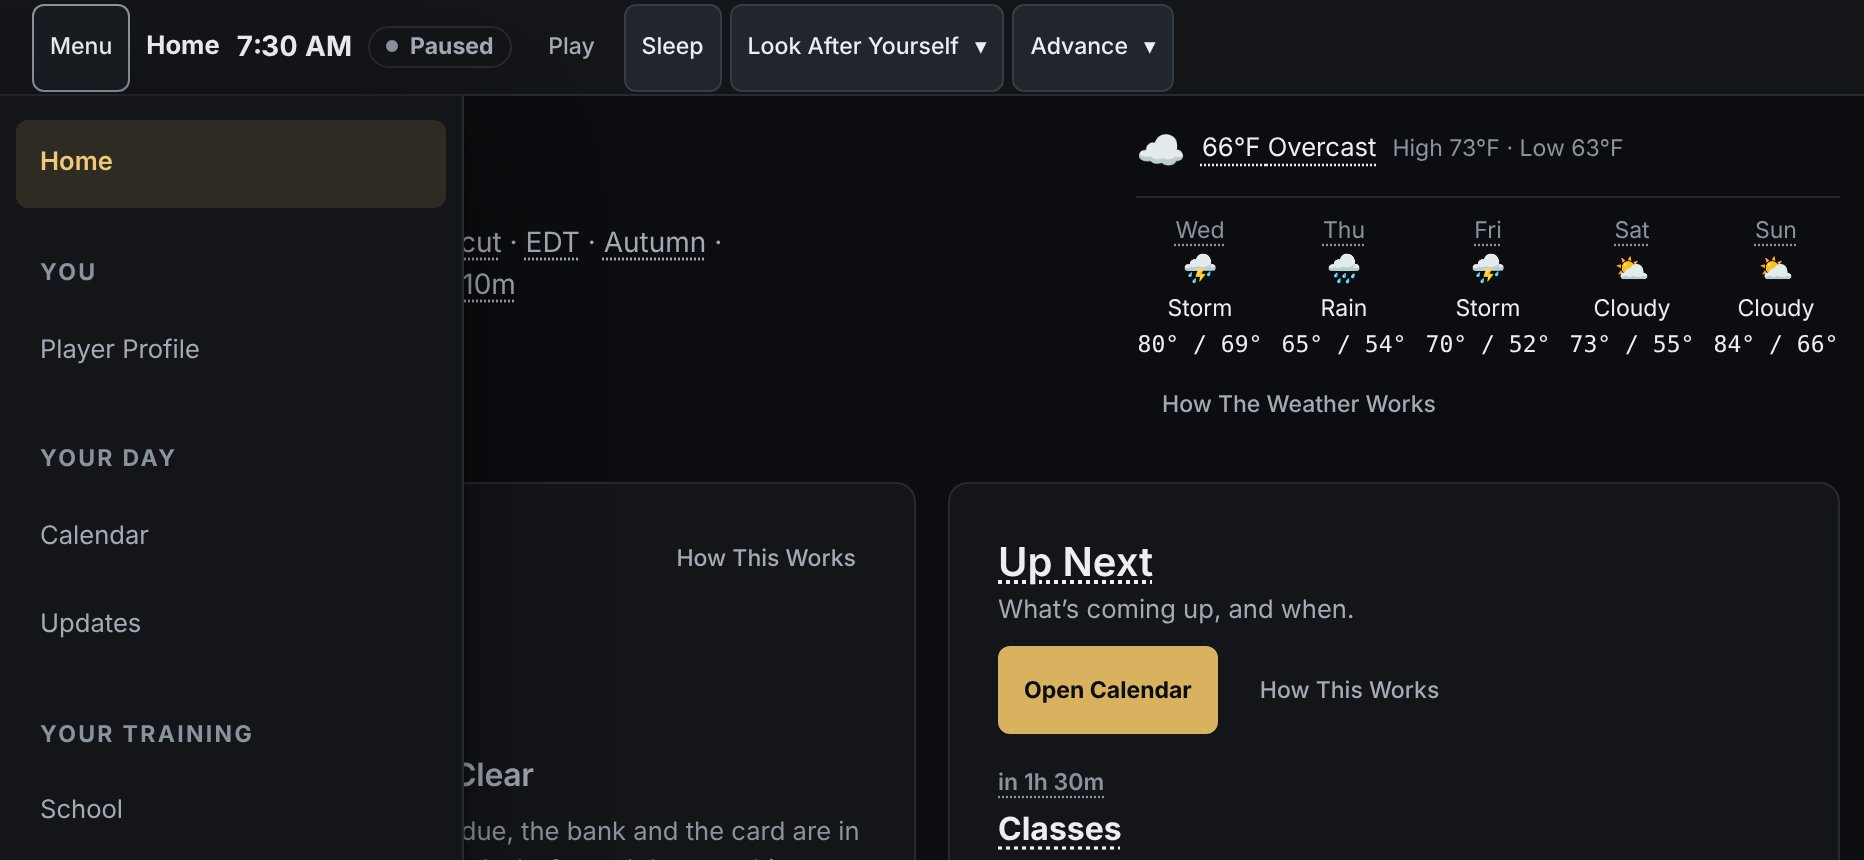 Menu Home 7:30 AM Paused Play Sleep Look After Yourself ▾ Advance ▾
Home
YOU
Player Profile
YOUR DAY
Calendar
Updates
YOUR TRAINING
School
cut · EDT · Autumn ·
10m
66°F Overcast High 73°F · Low 63°F
Wed Thu Fri Sat Sun
Storm Rain Storm Cloudy Cloudy
80° / 69° 65° / 54° 70° / 52° 73° / 55° 84° / 66°
How The Weather Works
How This Works
Clear
due, the bank and the card are in
Up Next
What’s coming up, and when.
Open Calendar How This Works
in 1h 30m
Classes